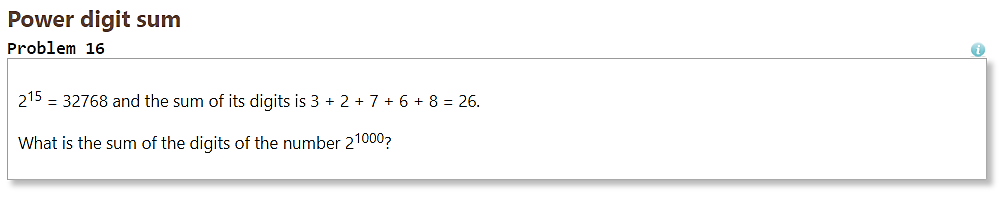 Power digit sum
Problem 16
i
2¹⁵ = 32768 and the sum of its digits is 3 + 2 + 7 + 6 + 8 = 26.
What is the sum of the digits of the number 2¹⁰⁰⁰?